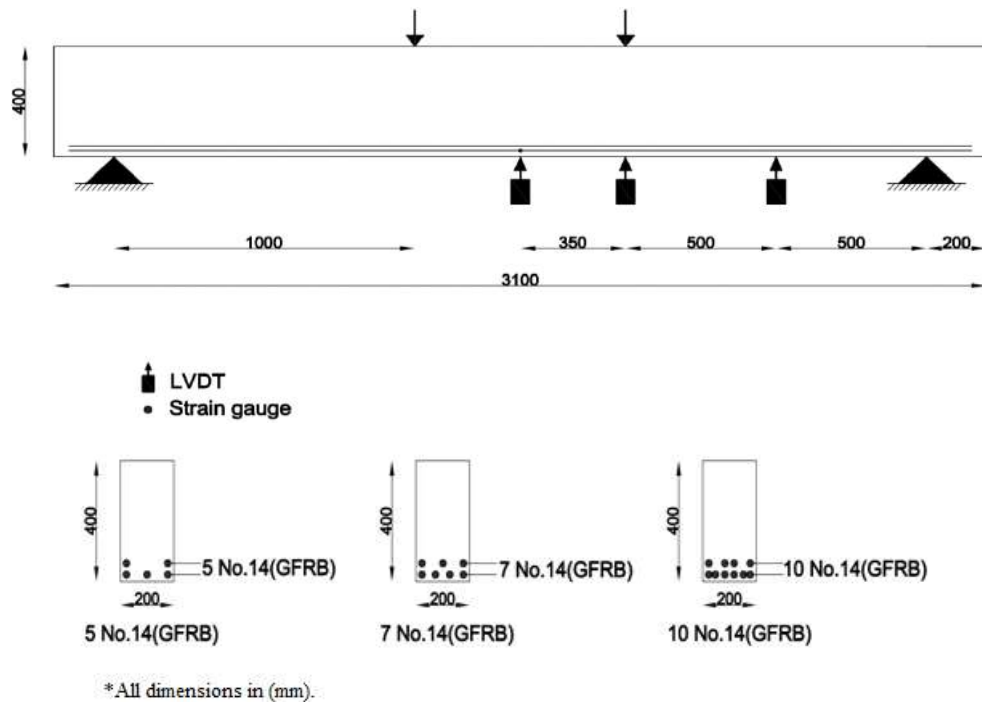 400
1000
350
500
500
200
3100
LVDT
Strain gauge
400
5 No.14(GFRB)
200
5 No.14(GFRB)
400
7 No.14(GFRB)
200
7 No.14(GFRB)
400
10 No.14(GFRB)
200
10 No.14(GFRB)
*All dimensions in (mm).